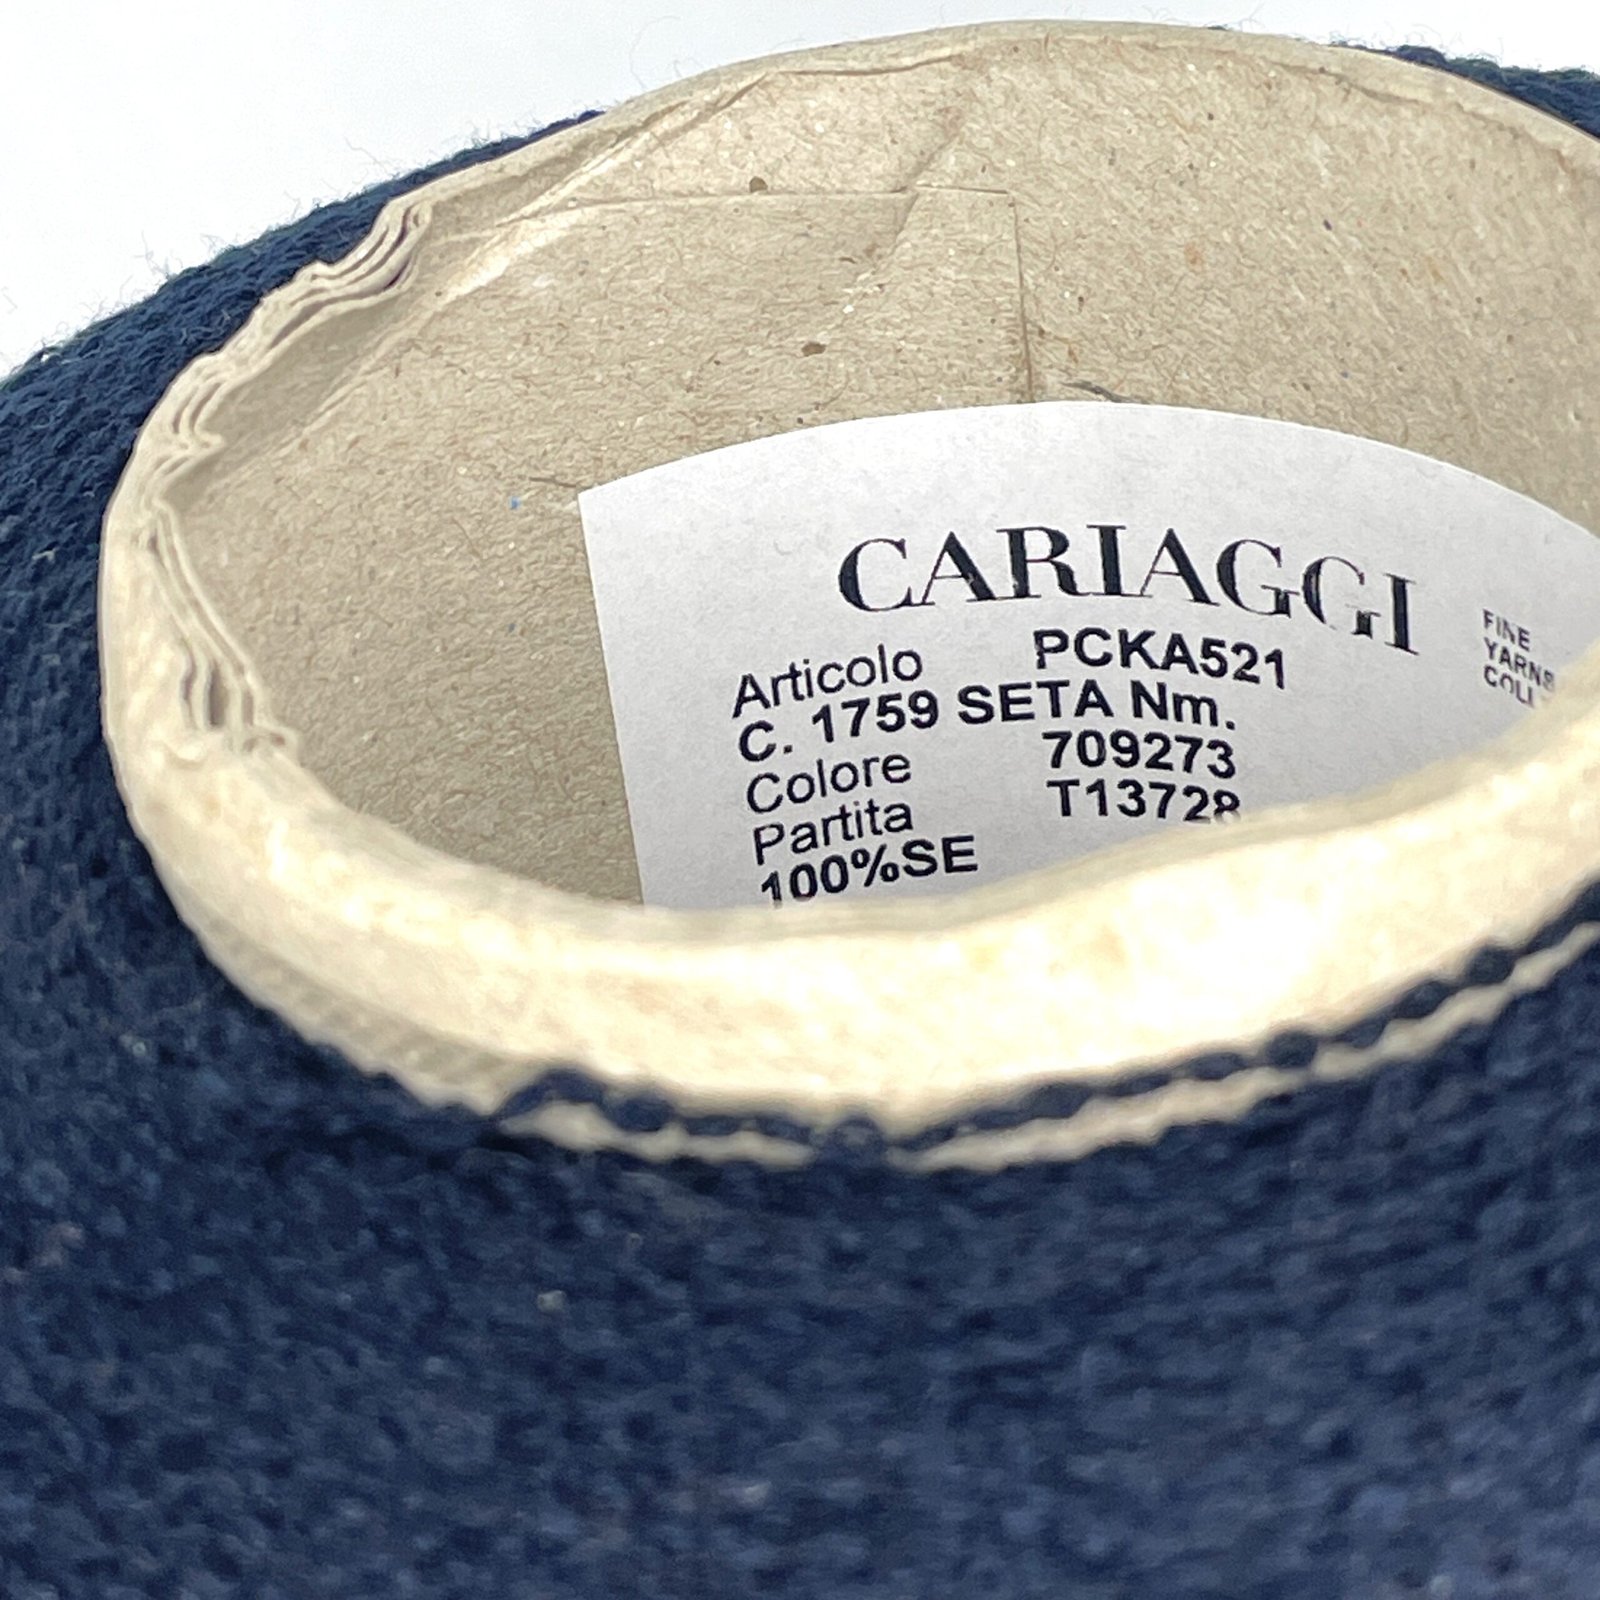 CARIAGGI
FINE
YARNS
Articolo PCKA521
C. 1759 SETA Nm.
Colore 709273
Partita T13728
100%SE